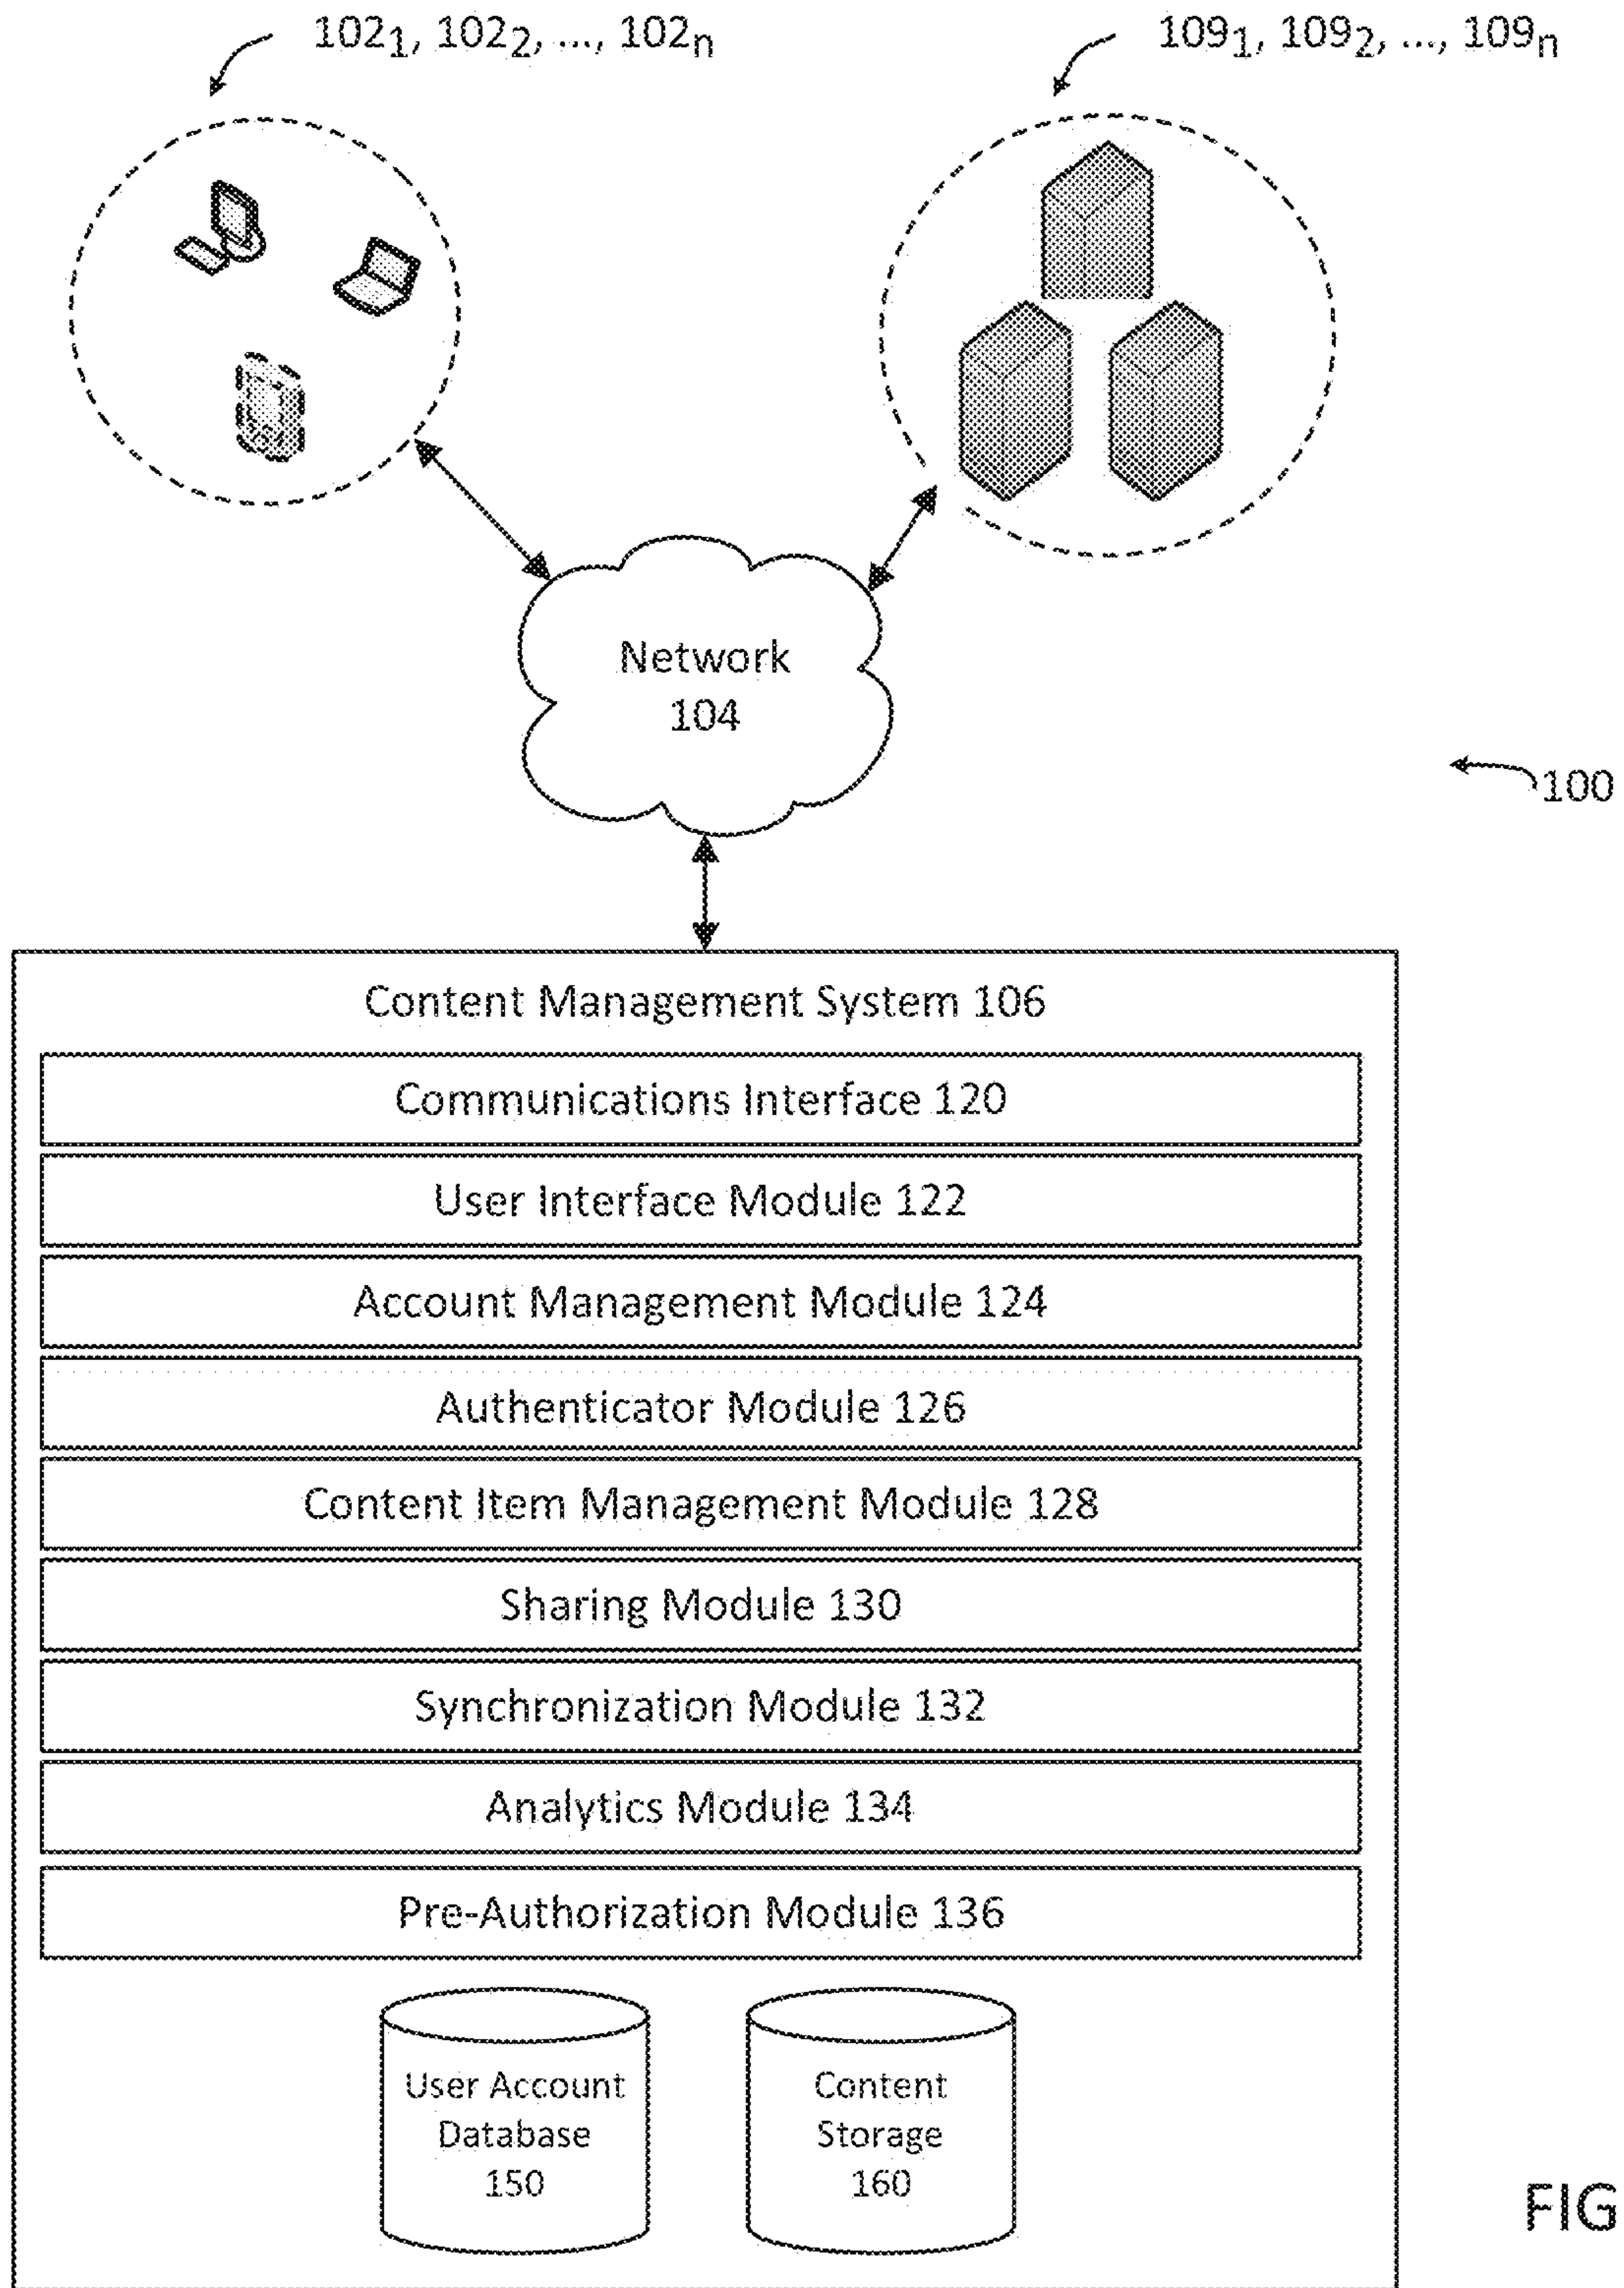 102₁, 102₂, ..., 102ₙ
109₁, 109₂, ..., 109ₙ
Network
104
100
Content Management System 106
Communications Interface 120
User Interface Module 122
Account Management Module 124
Authenticator Module 126
Content Item Management Module 128
Sharing Module 130
Synchronization Module 132
Analytics Module 134
Pre-Authorization Module 136
User Account
Database
150
Content
Storage
160
FIG